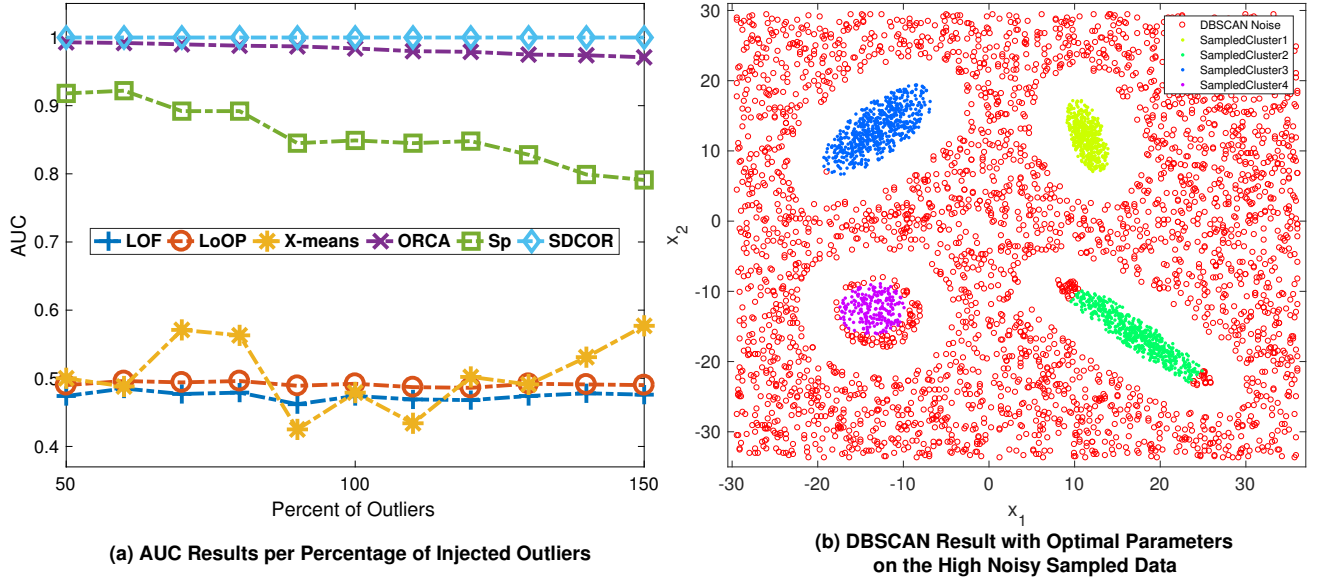 1
0.9
0.8
0.7
0.6
0.5
0.4
AUC
LOF LoOP X-means ORCA Sp SDCOR
50 100 150
Percent of Outliers
(a) AUC Results per Percentage of Injected Outliers
30
20
10
0
-10
-20
-30
x_2
DBSCAN Noise
SampledCluster1
SampledCluster2
SampledCluster3
SampledCluster4
-30 -20 -10 0 10 20 30
x_1
(b) DBSCAN Result with Optimal Parameters
on the High Noisy Sampled Data